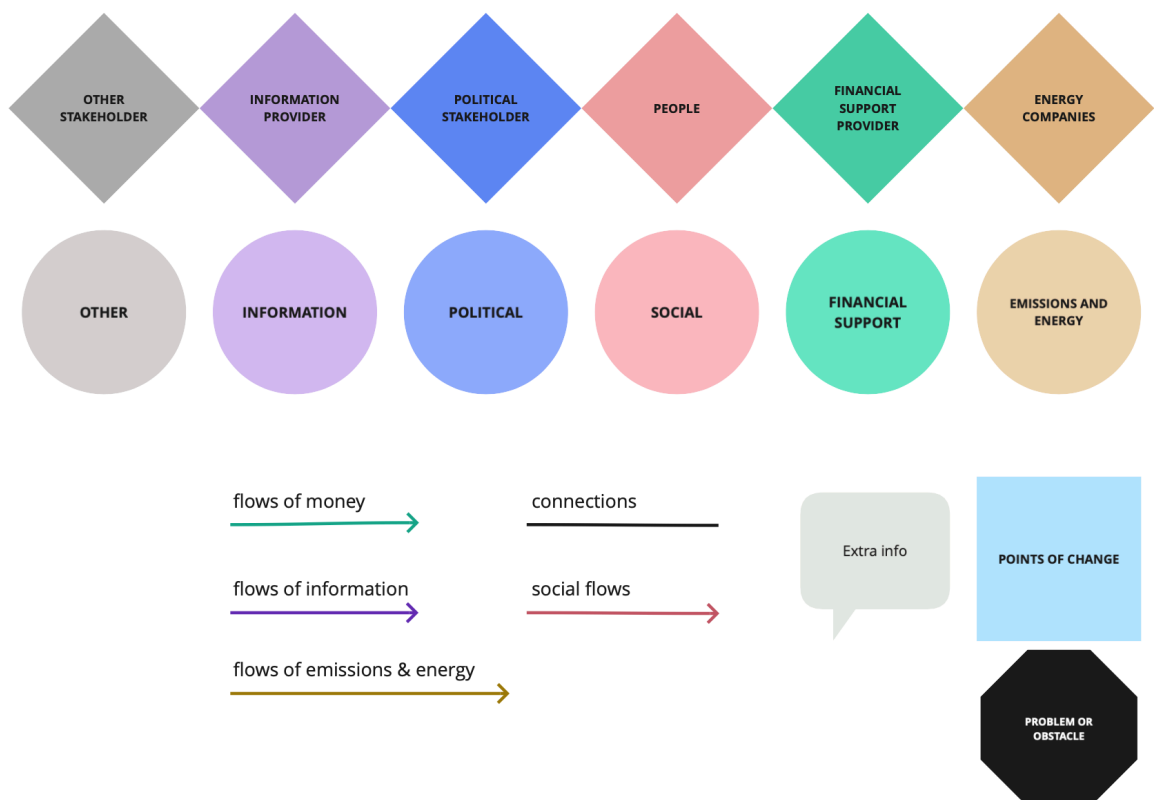 OTHER
STAKEHOLDER
INFORMATION
PROVIDER
POLITICAL
STAKEHOLDER
PEOPLE
FINANCIAL
SUPPORT
PROVIDER
ENERGY
COMPANIES
OTHER
INFORMATION
POLITICAL
SOCIAL
FINANCIAL
SUPPORT
EMISSIONS AND
ENERGY
flows of money
connections
flows of information
social flows
flows of emissions & energy
Extra info
POINTS OF CHANGE
PROBLEM OR
OBSTACLE